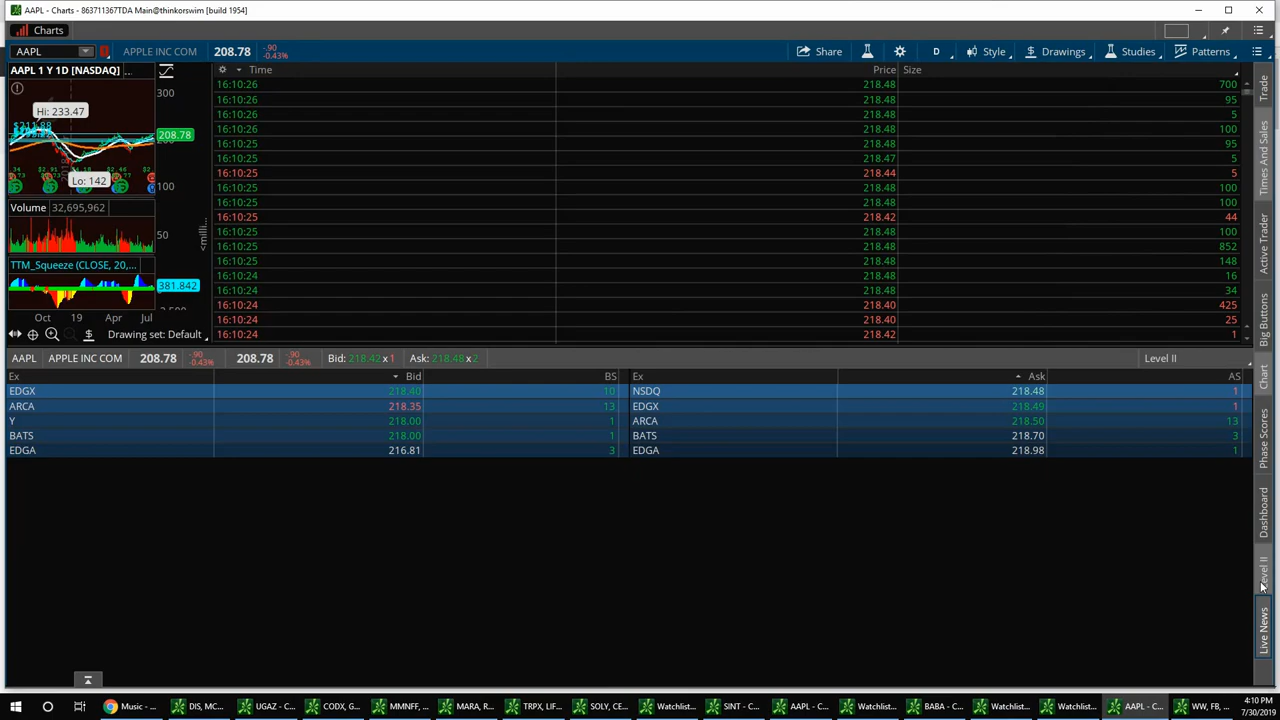 AAPL - Charts - 863711367TDA Main@thinkorswim [build 1954]
Charts
AAPL APPLE INC COM 208.78 -.90 -0.43% Share D Style Drawings Studies Patterns
AAPL 1 Y 1D [NASDAQ] ...
Hi: 233.47
$211.88
Lo: 142
300
208.78
100
Volume 32,695,962
50
TTM_Squeeze (CLOSE, 20,...
381.842
Oct 19 Apr Jul
Drawing set: Default
<milli...
Time Price Size
16:10:26 218.48 700
16:10:26 218.48 95
16:10:26 218.48 5
16:10:26 218.48 100
16:10:25 218.48 95
16:10:25 218.47 5
16:10:25 218.44 5
16:10:25 218.48 100
16:10:25 218.48 100
16:10:25 218.42 44
16:10:25 218.48 100
16:10:25 218.48 852
16:10:25 218.48 148
16:10:24 218.48 16
16:10:24 218.48 34
16:10:24 218.40 425
16:10:24 218.40 25
16:10:24 218.42 1
AAPL APPLE INC COM 208.78 -.90 -0.43% 208.78 -.90 -0.43% Bid: 218.42 x 1 Ask: 218.48 x 2 Level II
Ex Bid BS Ex Ask AS
EDGX 218.40 10 NSDQ 218.48 1
ARCA 218.35 13 EDGX 218.49 1
Y 218.00 1 ARCA 218.50 13
BATS 218.00 1 BATS 218.70 3
EDGA 216.81 3 EDGA 218.98 1
Trade
Times And Sales
Active Trader
Big Buttons
Chart
Phase Scores
Dashboard
Level II
Live News
Music - ... DIS, MC... UGAZ - C... CODX, G... MMNFF, ... MARA, R... TRPX, LIF... SOLY, CE... Watchlist... SINT - C... AAPL - C... Watchlist... BABA - C... Watchlist... Watchlist... AAPL - C... WW, FB, ...
4:10 PM
7/30/2019